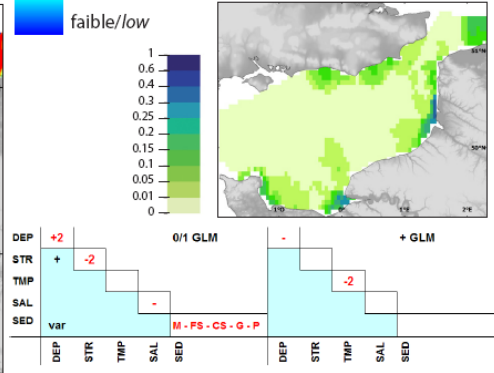 faible/low
1
0.6
0.4
0.3
0.25
0.2
0.15
0.1
0.05
0.01
0
51°N
50°N
1°O 0° 1°E 2°E
DEP +2 0/1 GLM - + GLM
STR + -2
TMP -2
SAL -
SED var M - FS - CS - G - P
DEP STR TMP SAL SED DEP STR TMP SAL SED